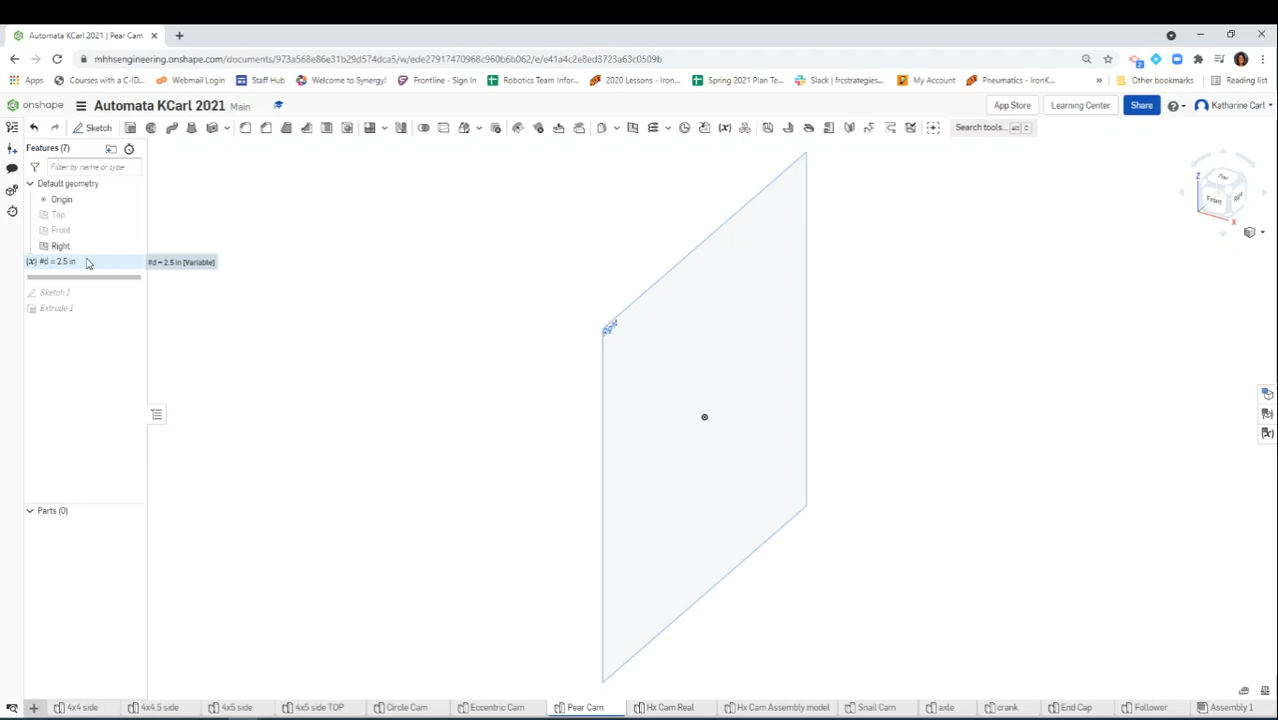 Automata KCarl 2021 | Pear Cam
mhhsengineering.onshape.com/documents/973a568e86e31b29d574dca5/w/ede27917470968c960b6b062/e/e41a4c2e8ed3723a63c0509b
Apps
Courses with a C-ID...
Webmail Login
Staff Hub
Frontline - Sign In
Robotics Team Infor...
2020 Lessons - Iron...
Spring 2021 Plan Te...
Slack | frcstrategies...
My Account
Pneumatics - IronK...
»
Other bookmarks
Reading list
onshape
Automata KCarl 2021 Main
App Store
Learning Center
Share
Katharine Carl
Sketch
Search tools...
Features (7)
Filter by name or type
Default geometry
Origin
Top
Front
Right
(x) #d = 2.5 in
#d = 2.5 in [Variable]
Sketch 1
Extrude 1
Parts (0)
Right
Z
Top
Front
Right
X
4x4 side
4x4.5 side
4x5 side
4x5 side TOP
Circle Cam
Eccentric Cam
Pear Cam
Hx Cam Real
Hx Cam Assembly model
Snail Cam
axle
crank
End Cap
Follower
Assembly 1